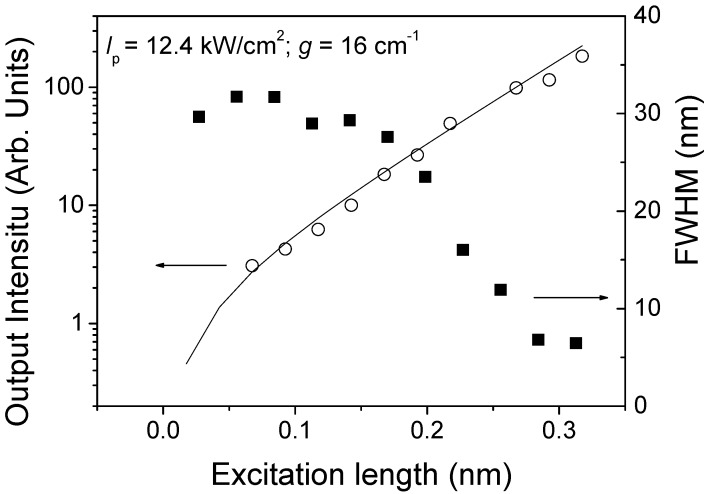 I_p = 12.4 kW/cm²; g = 16 cm⁻¹
Output Intensitu (Arb. Units)
100
10
1
40
30
20
10
0
FWHM (nm)
0.0 0.1 0.2 0.3
Excitation length (nm)